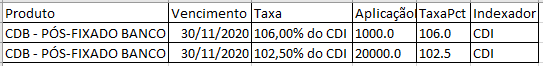 Produto Vencimento Taxa Aplicação TaxaPct Indexador
CDB - PÓS-FIXADO BANCO 30/11/2020 106,00% do CDI 1000.0 106.0 CDI
CDB - PÓS-FIXADO BANCO 30/11/2020 102,50% do CDI 20000.0 102.5 CDI